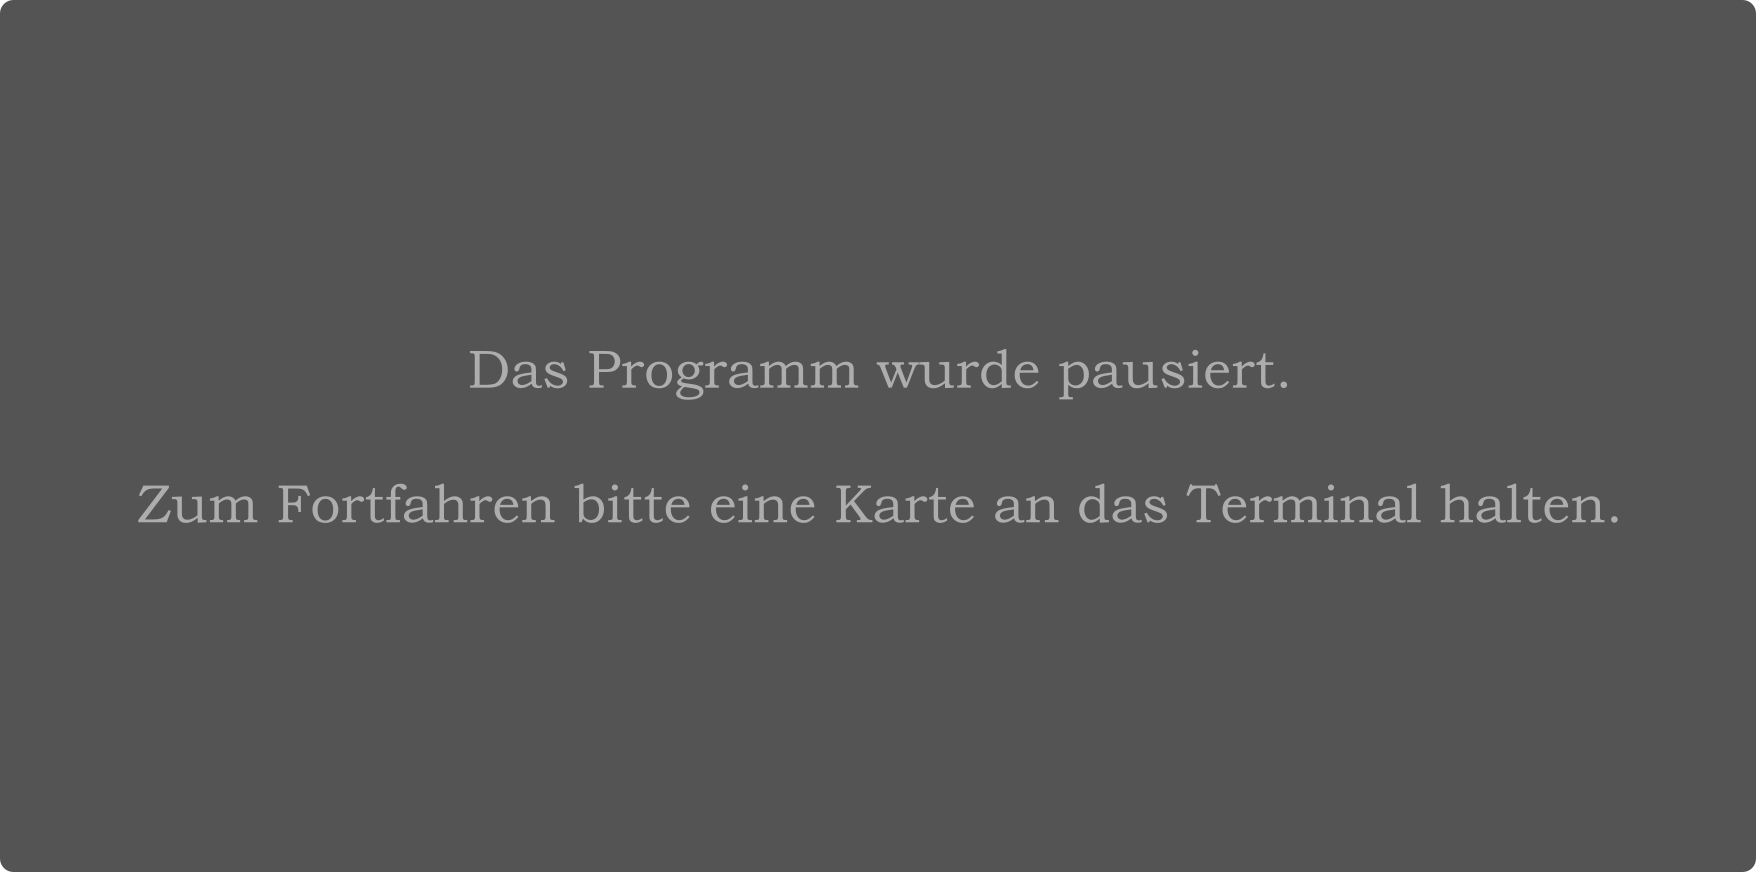 Das Programm wurde pausiert.
Zum Fortfahren bitte eine Karte an das Terminal halten.